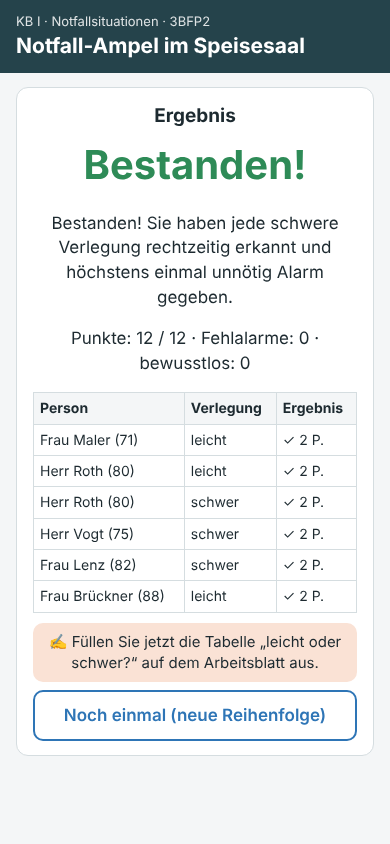 KB I · Notfallsituationen · 3BFP2
Notfall-Ampel im Speisesaal
Ergebnis
Bestanden!
Bestanden! Sie haben jede schwere
Verlegung rechtzeitig erkannt und
höchstens einmal unnötig Alarm
gegeben.
Punkte: 12 / 12 · Fehlalarme: 0 ·
bewusstlos: 0
Person Verlegung Ergebnis
Frau Maler (71) leicht ✓ 2 P.
Herr Roth (80) leicht ✓ 2 P.
Herr Roth (80) schwer ✓ 2 P.
Herr Vogt (75) schwer ✓ 2 P.
Frau Lenz (82) schwer ✓ 2 P.
Frau Brückner (88) leicht ✓ 2 P.
✍️ Füllen Sie jetzt die Tabelle „leicht oder
schwer?“ auf dem Arbeitsblatt aus.
Noch einmal (neue Reihenfolge)